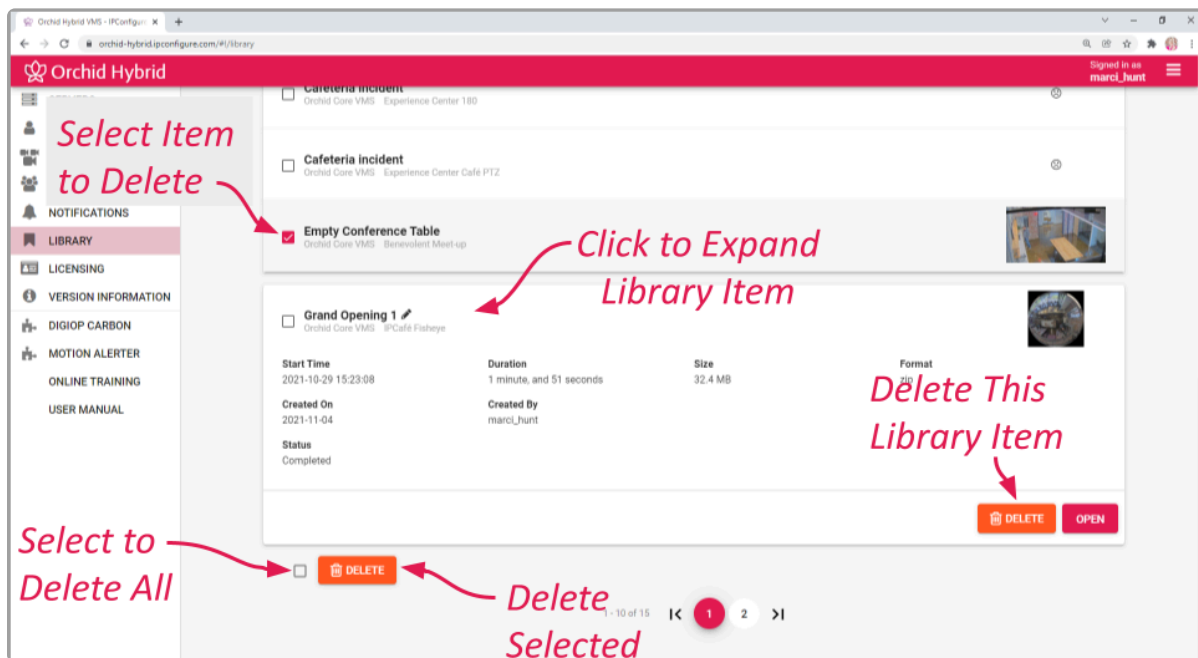 Orchid Hybrid VMS - IPConfigure
orchid-hybrid.ipconfigure.com/#!/library
Orchid Hybrid
Signed in as
marci_hunt
Cafeteria incident
Orchid Core VMS Experience Center 180
Select Item
to Delete
Cafeteria incident
Orchid Core VMS Experience Center Café PTZ
NOTIFICATIONS
LIBRARY
LICENSING
VERSION INFORMATION
DIGIOP CARBON
MOTION ALERTER
ONLINE TRAINING
USER MANUAL
Empty Conference Table
Orchid Core VMS Benevolent Meet-up
Click to Expand
Library Item
Grand Opening 1
Orchid Core VMS IPCafé Fisheye
Start Time Duration Size Format
2021-10-29 15:23:08 1 minute, and 51 seconds 32.4 MB zip
Created On Created By
2021-11-04 marci_hunt
Status
Completed
Delete This
Library Item
DELETE OPEN
Select to
Delete All
DELETE
Delete
Selected
- 10 of 15 1 2